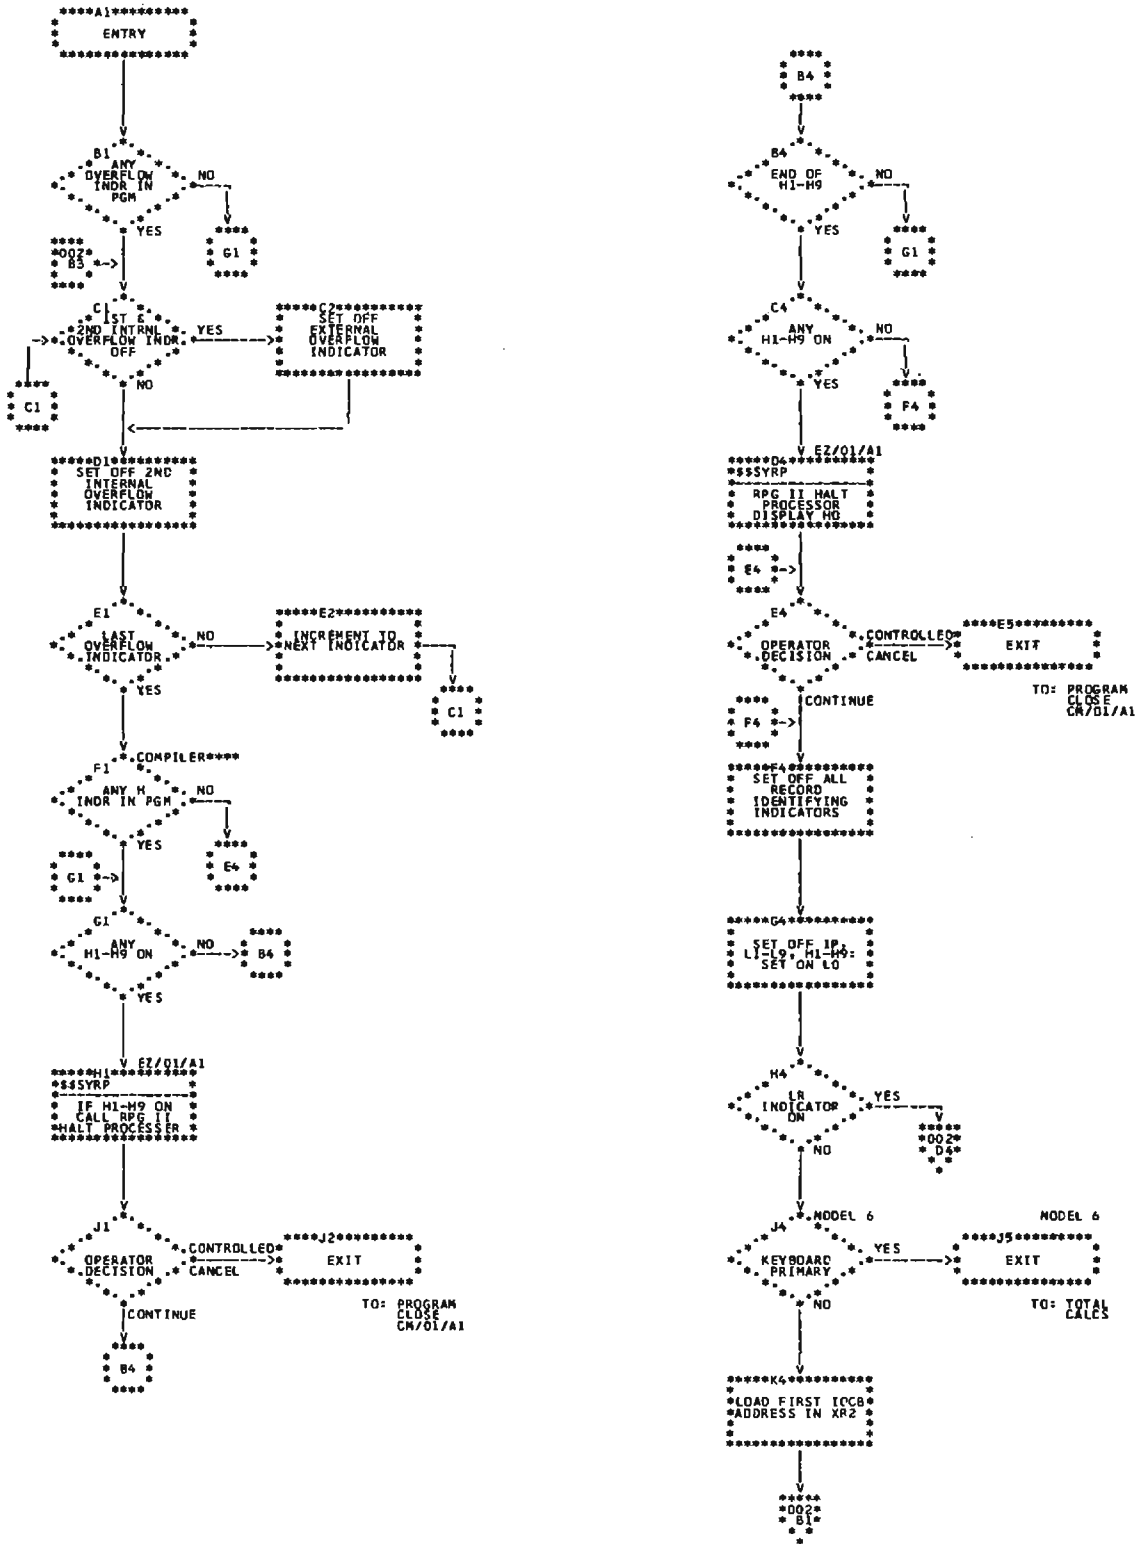 A1
ENTRY
B1
ANY
OVERFLOW
INDR IN
PGM
NO
YES
G1
002
B3
C1
1ST &
2ND INTRNL
OVERFLOW INDR
OFF
YES
NO
C2
SET OFF
EXTERNAL
OVERFLOW
INDICATOR
C1
D1
SET OFF 2ND
INTERNAL
OVERFLOW
INDICATOR
E1
LAST
OVERFLOW
INDICATOR
NO
YES
E2
INCREMENT TO
NEXT INDICATOR
C1
COMPILER****
F1
ANY H
INDR IN PGM
NO
YES
E4
G1
G1
ANY
H1-H9 ON
NO
YES
B4
EZ/01/A1
H1
$$SYRP
IF H1-H9 ON
CALL RPG II
HALT PROCESSER
J1
OPERATOR
DECISION
CONTROLLED
CANCEL
CONTINUE
J2
EXIT
TO: PROGRAM
CLOSE
CM/01/A1
B4
B4
B4
END OF
H1-H9
NO
YES
G1
C4
ANY
H1-H9 ON
NO
YES
F4
EZ/01/A1
D4
$$SYRP
RPG II HALT
PROCESSOR
DISPLAY H0
E4
E4
OPERATOR
DECISION
CONTROLLED
CANCEL
CONTINUE
E5
EXIT
TO: PROGRAM
CLOSE
CM/01/A1
F4
F4
SET OFF ALL
RECORD
IDENTIFYING
INDICATORS
G4
SET OFF 1P,
L1-L9, H1-H9:
SET ON L0
H4
LR
INDICATOR
ON
YES
NO
002
D4
MODEL 6
J4
KEYBOARD
PRIMARY
YES
NO
MODEL 6
J5
EXIT
TO: TOTAL
CALCS
K4
LOAD FIRST IOCB
ADDRESS IN XR2
002
B1